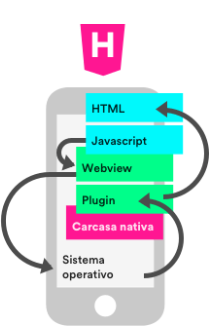 H
HTML
Javascript
Webview
Plugin
Carcasa nativa
Sistema
operativo